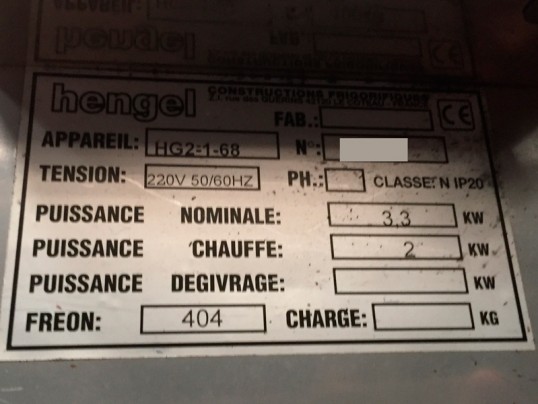 hengel
CONSTRUCTIONS FRIGORIFIQUES
FAB.:
CE
APPAREIL: HG2-1-68 N°:
TENSION: 220V 50/60HZ PH.: CLASSE: N IP20
PUISSANCE NOMINALE: 3,3 KW
PUISSANCE CHAUFFE: 2 KW
PUISSANCE DEGIVRAGE: KW
FREON: 404 CHARGE: KG